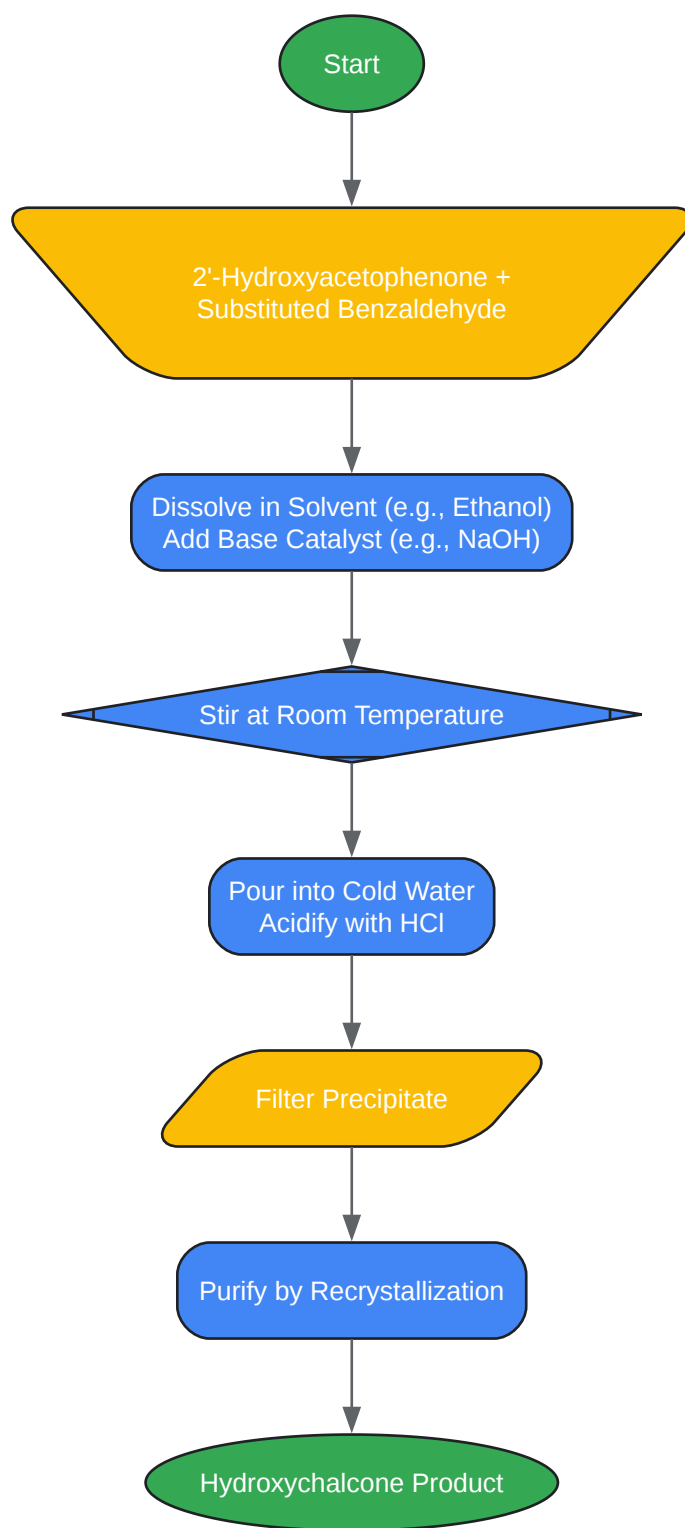 Start
2'-Hydroxyacetophenone +
Substituted Benzaldehyde
Dissolve in Solvent (e.g., Ethanol)
Add Base Catalyst (e.g., NaOH)
Stir at Room Temperature
Pour into Cold Water
Acidify with HCl
Filter Precipitate
Purify by Recrystallization
Hydroxychalcone Product